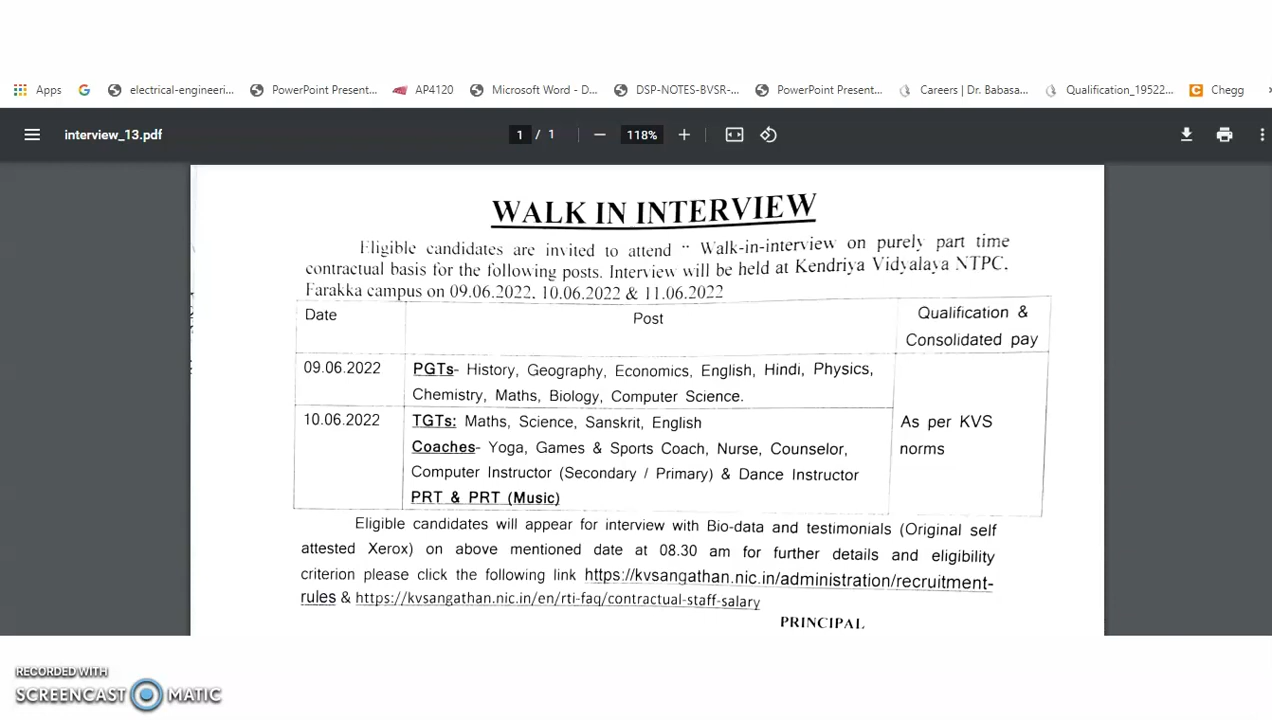 Apps electrical-engineeri... PowerPoint Present... AP4120 Microsoft Word - D... DSP-NOTES-BVSR-... PowerPoint Present... Careers | Dr. Babasa... Qualification_19522... Chegg
interview_13.pdf 1 / 1 118%
WALK IN INTERVIEW
Eligible candidates are invited to attend " Walk-in-interview on purely part time
contractual basis for the following posts. Interview will be held at Kendriya Vidyalaya NTPC,
Farakka campus on 09.06.2022. 10.06.2022 & 11.06.2022
Date Post Qualification &
Consolidated pay
09.06.2022 PGTs- History, Geography, Economics, English, Hindi, Physics,
Chemistry, Maths, Biology, Computer Science.
10.06.2022 TGTs: Maths, Science, Sanskrit, English As per KVS
Coaches- Yoga, Games & Sports Coach, Nurse, Counselor, norms
Computer Instructor (Secondary / Primary) & Dance Instructor
PRT & PRT (Music)
Eligible candidates will appear for interview with Bio-data and testimonials (Original self
attested Xerox) on above mentioned date at 08.30 am for further details and eligibility
criterion please click the following link https://kvsangathan.nic.in/administration/recruitment-
rules & https://kvsangathan.nic.in/en/rti-faq/contractual-staff-salary
PRINCIPAL
RECORDED WITH
SCREENCAST MATIC